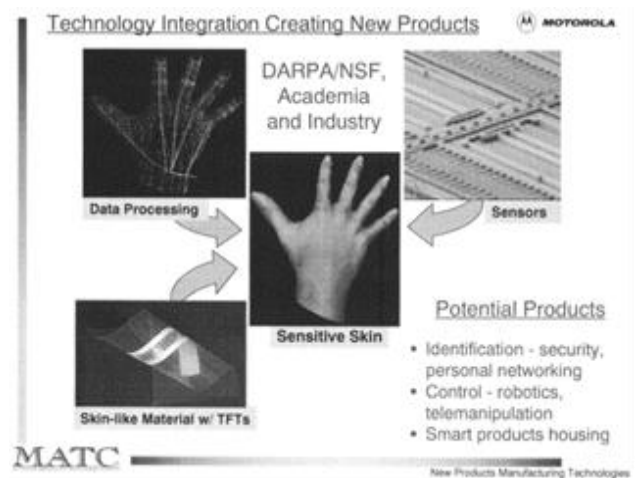 Technology Integration Creating New Products
MOTOROLA
DARPA/NSF,
Academia
and Industry
Data Processing
Sensors
Sensitive Skin
Skin-like Material w/ TFTs
Potential Products
• Identification - security,
personal networking
• Control - robotics,
telemanipulation
• Smart products housing
MATC
New Products Manufacturing Technologies